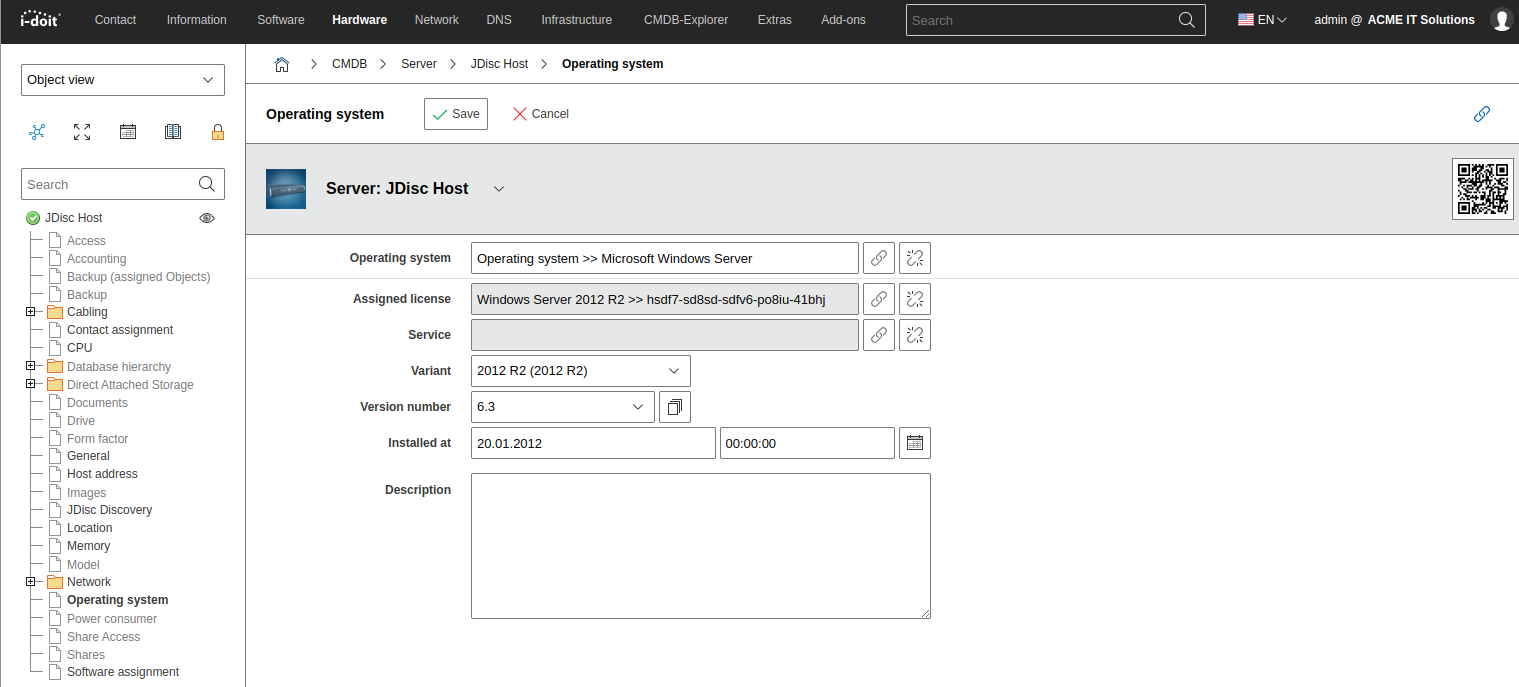 i-doit Contact Information Software Hardware Network DNS Infrastructure CMDB-Explorer Extras Add-ons Search EN admin @ ACME IT Solutions
Object view
CMDB Server JDisc Host Operating system
Operating system Save Cancel
Search
Server: JDisc Host
JDisc Host
Access
Accounting
Backup (assigned Objects)
Backup
Cabling
Contact assignment
CPU
Database hierarchy
Direct Attached Storage
Documents
Drive
Form factor
General
Host address
Images
JDisc Discovery
Location
Memory
Model
Network
Operating system
Power consumer
Share Access
Shares
Software assignment
Operating system Operating system >> Microsoft Windows Server
Assigned license Windows Server 2012 R2 >> hsdf7-sd8sd-sdfv6-po8iu-41bhj
Service
Variant 2012 R2 (2012 R2)
Version number 6.3
Installed at 20.01.2012 00:00:00
Description